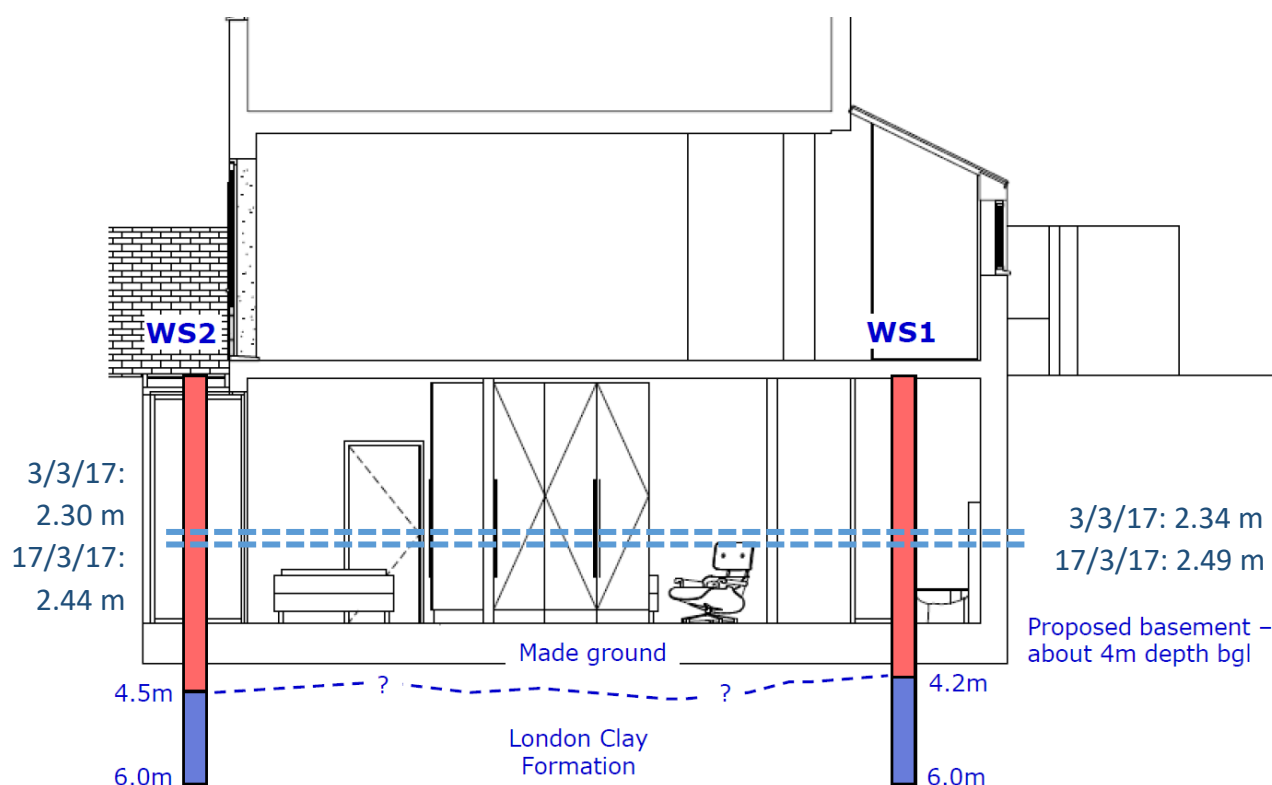 WS2
WS1
3/3/17:
2.30 m
17/3/17:
2.44 m
3/3/17: 2.34 m
17/3/17: 2.49 m
Proposed basement –
about 4m depth bgl
Made ground
4.5m
?
?
4.2m
London Clay
Formation
6.0m
6.0m